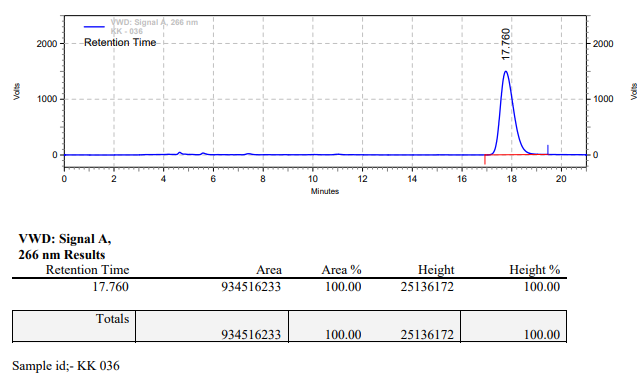 VWD: Signal A, 266 nm
KK - 036
Retention Time
17.760
Volts
2000
1000
0
2000
1000
0
Volts
0 2 4 6 8 10 12 14 16 18 20
Minutes
VWD: Signal A,
266 nm Results
Retention Time Area Area % Height Height %
17.760 934516233 100.00 25136172 100.00
Totals
934516233 100.00 25136172 100.00
Sample id;- KK 036